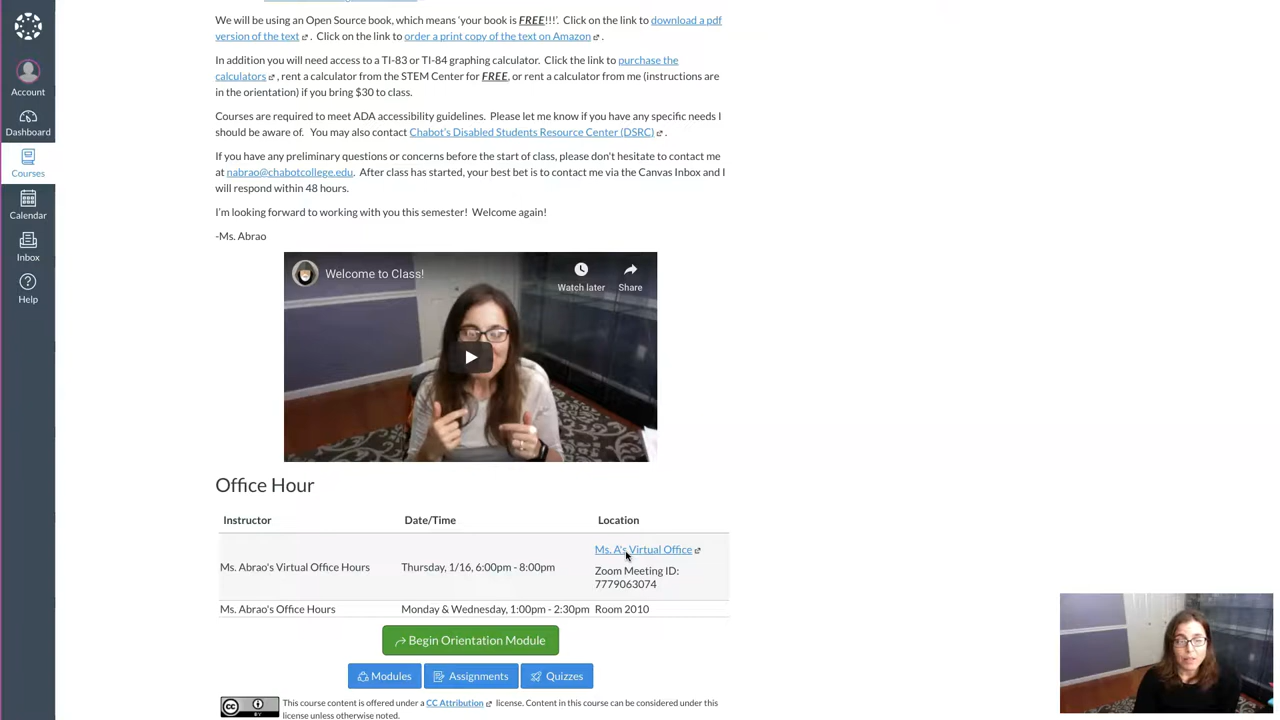 We will be using an Open Source book, which means 'your book is FREE!!!'. Click on the link to download a pdf
version of the text . Click on the link to order a print copy of the text on Amazon .
In addition you will need access to a TI-83 or TI-84 graphing calculator. Click the link to purchase the
calculators , rent a calculator from the STEM Center for FREE, or rent a calculator from me (instructions are
in the orientation) if you bring $30 to class.
Courses are required to meet ADA accessibility guidelines. Please let me know if you have any specific needs I
should be aware of. You may also contact Chabot's Disabled Students Resource Center (DSRC) .
If you have any preliminary questions or concerns before the start of class, please don't hesitate to contact me
at nabrao@chabotcollege.edu. After class has started, your best bet is to contact me via the Canvas Inbox and I
will respond within 48 hours.
I'm looking forward to working with you this semester! Welcome again!
-Ms. Abrao
Account
Dashboard
Courses
Calendar
Inbox
Help
Welcome to Class!
Watch later
Share
Office Hour
Instructor Date/Time Location
Ms. Abrao's Virtual Office Hours Thursday, 1/16, 6:00pm - 8:00pm Ms. A's Virtual Office
Zoom Meeting ID:
7779063074
Ms. Abrao's Office Hours Monday & Wednesday, 1:00pm - 2:30pm Room 2010
Begin Orientation Module
Modules Assignments Quizzes
cc BY This course content is offered under a CC Attribution license. Content in this course can be considered under this
license unless otherwise noted.